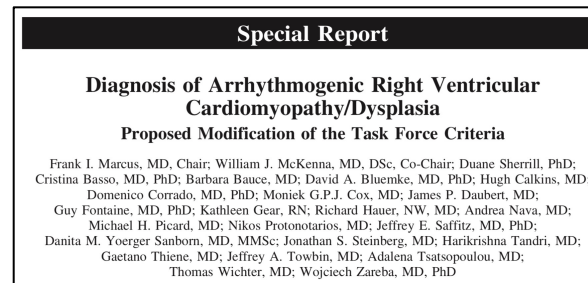 Special Report
Diagnosis of Arrhythmogenic Right Ventricular
Cardiomyopathy/Dysplasia
Proposed Modification of the Task Force Criteria
Frank I. Marcus, MD, Chair; William J. McKenna, MD, DSc, Co-Chair; Duane Sherrill, PhD;
Cristina Basso, MD, PhD; Barbara Bauce, MD; David A. Bluemke, MD, PhD; Hugh Calkins, MD;
Domenico Corrado, MD, PhD; Moniek G.P.J. Cox, MD; James P. Daubert, MD;
Guy Fontaine, MD, PhD; Kathleen Gear, RN; Richard Hauer, NW, MD; Andrea Nava, MD;
Michael H. Picard, MD; Nikos Protonotarios, MD; Jeffrey E. Saffitz, MD, PhD;
Danita M. Yoerger Sanborn, MD, MMSc; Jonathan S. Steinberg, MD; Harikrishna Tandri, MD;
Gaetano Thiene, MD; Jeffrey A. Towbin, MD; Adalena Tsatsopoulou, MD;
Thomas Wichter, MD; Wojciech Zareba, MD, PhD